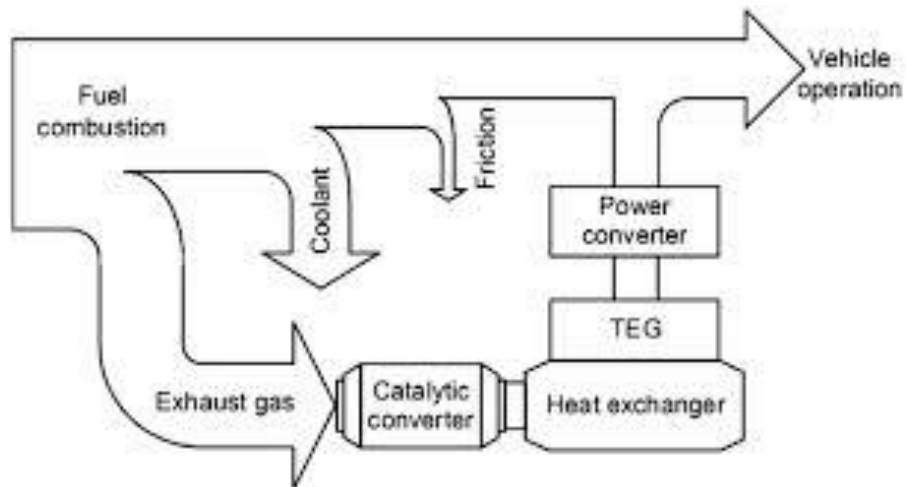 Vehicle
operation
Fuel
combustion
Coolant
Friction
Power
converter
TEG
Exhaust gas
Catalytic
converter
Heat exchanger